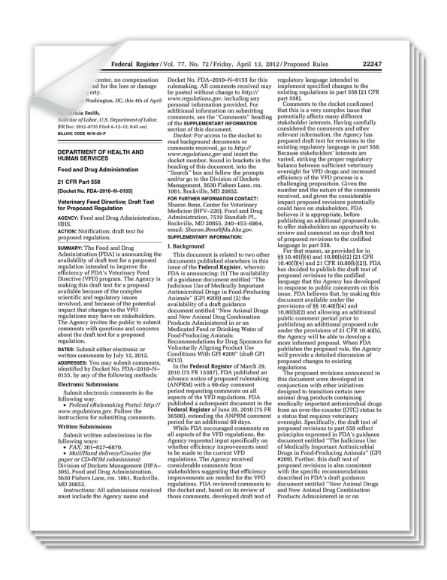 Federal Register / Vol. 77, No. 72 / Friday, April 13, 2012 / Proposed Rules 22247
center, no compensation
ed for the loss or damage
perty.
Washington, DC, this 4th of April
tricia Smith,
Solicitor of Labor, U.S. Department of Labor.
[FR Doc. 2012–8735 Filed 4–12–12; 8:45 am]
BILLING CODE 4510–23–P
DEPARTMENT OF HEALTH AND
HUMAN SERVICES
Food and Drug Administration
21 CFR Part 558
[Docket No. FDA–2010–N–0155]
Veterinary Feed Directive; Draft Text
for Proposed Regulation
AGENCY: Food and Drug Administration,
HHS.
ACTION: Notification; draft text for
proposed regulation.
SUMMARY: The Food and Drug
Administration (FDA) is announcing the
availability of draft text for a proposed
regulation intended to improve the
efficiency of FDA's Veterinary Feed
Directive (VFD) program. The Agency is
making this draft text for a proposal
available because of the complex
scientific and regulatory issues
involved, and because of the potential
impact that changes to the VFD
regulations may have on stakeholders.
The Agency invites the public to submit
comments with questions and concerns
about the draft text for a proposed
regulation.
DATE: Submit either electronic or
written comments by July 12, 2012.
ADDRESSES: You may submit comments,
identified by Docket No. FDA–2010–N–
0155, by any of the following methods:
Electronic Submissions
Submit electronic comments in the
following way:
• Federal eRulemaking Portal: http://
www.regulations.gov. Follow the
instructions for submitting comments.
Written Submissions
Submit written submissions in the
following ways:
• FAX: 301–827–6870.
• Mail/Hand delivery/Courier (for
paper or CD-ROM submissions):
Division of Dockets Management (HFA–
305), Food and Drug Administration,
5630 Fishers Lane, rm. 1061, Rockville,
MD 20852.
Instructions: All submissions received
must include the Agency name and
Docket No. FDA–2010–N–0155 for this
rulemaking. All comments received may
be posted without change to http://
www.regulations.gov, including any
personal information provided. For
additional information on submitting
comments, see the "Comments" heading
of the SUPPLEMENTARY INFORMATION
section of this document.
Docket: For access to the docket to
read background documents or
comments received, go to http://
www.regulations.gov and insert the
docket number, found in brackets in the
heading of this document, into the
"Search" box and follow the prompts
and/or go to the Division of Dockets
Management, 5630 Fishers Lane, rm.
1061, Rockville, MD 20852.
FOR FURTHER INFORMATION CONTACT:
Sharon Benz, Center for Veterinary
Medicine (HFV–220), Food and Drug
Administration, 7519 Standish Pl.,
Rockville, MD 20855, 240–453–6864,
email: Sharon.Benz@fda.hhs.gov.
SUPPLEMENTARY INFORMATION:
I. Background
This document is related to two other
documents published elsewhere in this
issue of the Federal Register, wherein
FDA is announcing: (1) The availability
of a guidance document entitled "The
Judicious Use of Medically Important
Antimicrobial Drugs in Food-Producing
Animals" (GFI #209) and (2) the
availability of a draft guidance
document entitled "New Animal Drugs
and New Animal Drug Combination
Products Administered in or on
Medicated Feed or Drinking Water of
Food-Producing Animals:
Recommendations for Drug Sponsors for
Voluntarily Aligning Product Use
Conditions With GFI #209" (draft GFI
#213).
In the Federal Register of March 29,
2010 (75 FR 15387), FDA published an
advance notice of proposed rulemaking
(ANPRM) with a 90-day comment
period requesting comments on all
aspects of the VFD regulations. FDA
published a subsequent document in the
Federal Register of June 28, 2010 (75 FR
36588), extending the ANPRM comment
period for an additional 60 days.
While FDA encouraged comments on
all aspects of the VFD regulations, the
Agency requested input specifically on
whether efficiency improvements need
to be made to the current VFD
regulations. The Agency received
considerable comments from
stakeholders suggesting that efficiency
improvements are needed for the VFD
regulations. FDA reviewed comments to
the docket and, based on its review of
those comments, developed draft text of
regulatory language intended to
implement specified changes to the
existing regulations in part 558 (21 CFR
part 558).
Comments to the docket confirmed
that this is a very complex issue that
potentially affects many different
stakeholder interests. Having carefully
considered the comments and other
relevant information, the Agency has
prepared draft text for revisions to the
existing regulatory language in part 558.
Because stakeholders' interests are
varied, striking the proper regulatory
balance between sufficient veterinary
oversight for VFD drugs and increased
efficiency of the VFD process is a
challenging proposition. Given the
number and the nature of the comments
received, and given the considerable
impact proposed revisions potentially
could have on stakeholders, FDA
believes it is appropriate, before
publishing an additional proposed rule,
to offer stakeholders an opportunity to
review and comment on our draft text
of proposed revisions to the codified
language in part 558.
For that reason, as provided for in
§§ 10.40(f)(4) and 10.80(b)(2) (21 CFR
10.40(f)(4) and 21 CFR 10.80(b)(2)), FDA
has decided to publish the draft text of
proposed revisions to the codified
language that the Agency has developed
in response to public comments on this
issue. FDA believes that, by making this
document available under the
provisions of §§ 10.40(f)(4) and
10.80(b)(2) and allowing an additional
public comment period prior to
publishing an additional proposed rule
under the provisions of 21 CFR 10.40(b),
the Agency will be able to develop a
more informed proposal. When FDA
publishes the proposed rule, the Agency
will provide a detailed discussion of
proposed changes to existing
regulations.
The proposed revisions announced in
this document were developed in
conjunction with other initiatives
designed to transition certain new
animal drug products containing
medically important antimicrobial drugs
from an over-the-counter (OTC) status to
a status that requires veterinary
oversight. Specifically, the draft text of
proposed revisions to part 558 reflect
principles expressed in FDA's guidance
document entitled "The Judicious Use
of Medically Important Antimicrobial
Drugs in Food-Producing Animals" (GFI
#209). Further, this draft text of
proposed revisions is also consistent
with the specific recommendations
described in FDA's draft guidance
document entitled "New Animal Drugs
and New Animal Drug Combination
Products Administered in or on